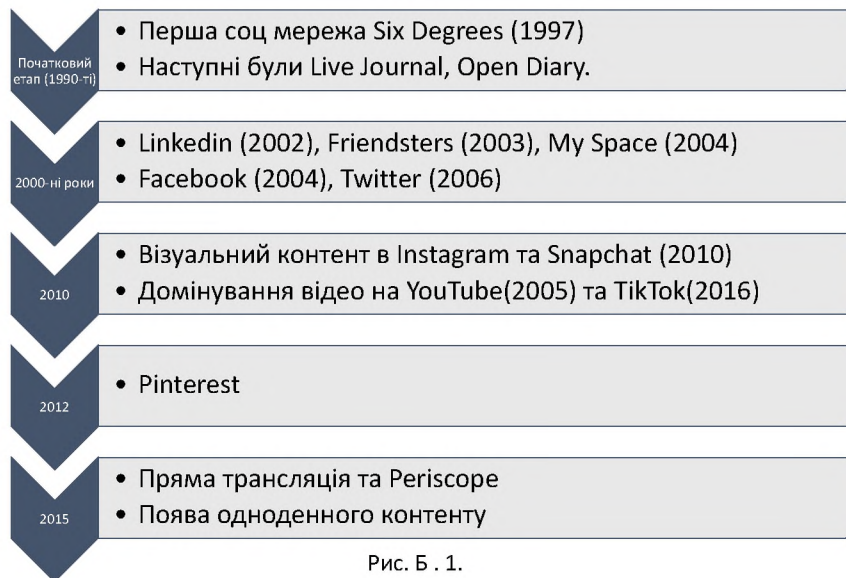 Початковий
етап (1990-ті)
• Перша соц мережа Six Degrees (1997)
• Наступні були Live Journal, Open Diary.
2000-ні роки
• Linkedin (2002), Friendsters (2003), My Space (2004)
• Facebook (2004), Twitter (2006)
2010
• Візуальний контент в Instagram та Snapchat (2010)
• Домінування відео на YouTube(2005) та TikTok(2016)
2012
• Pinterest
2015
• Пряма трансляція та Periscope
• Поява одноденного контенту
Рис. Б . 1.